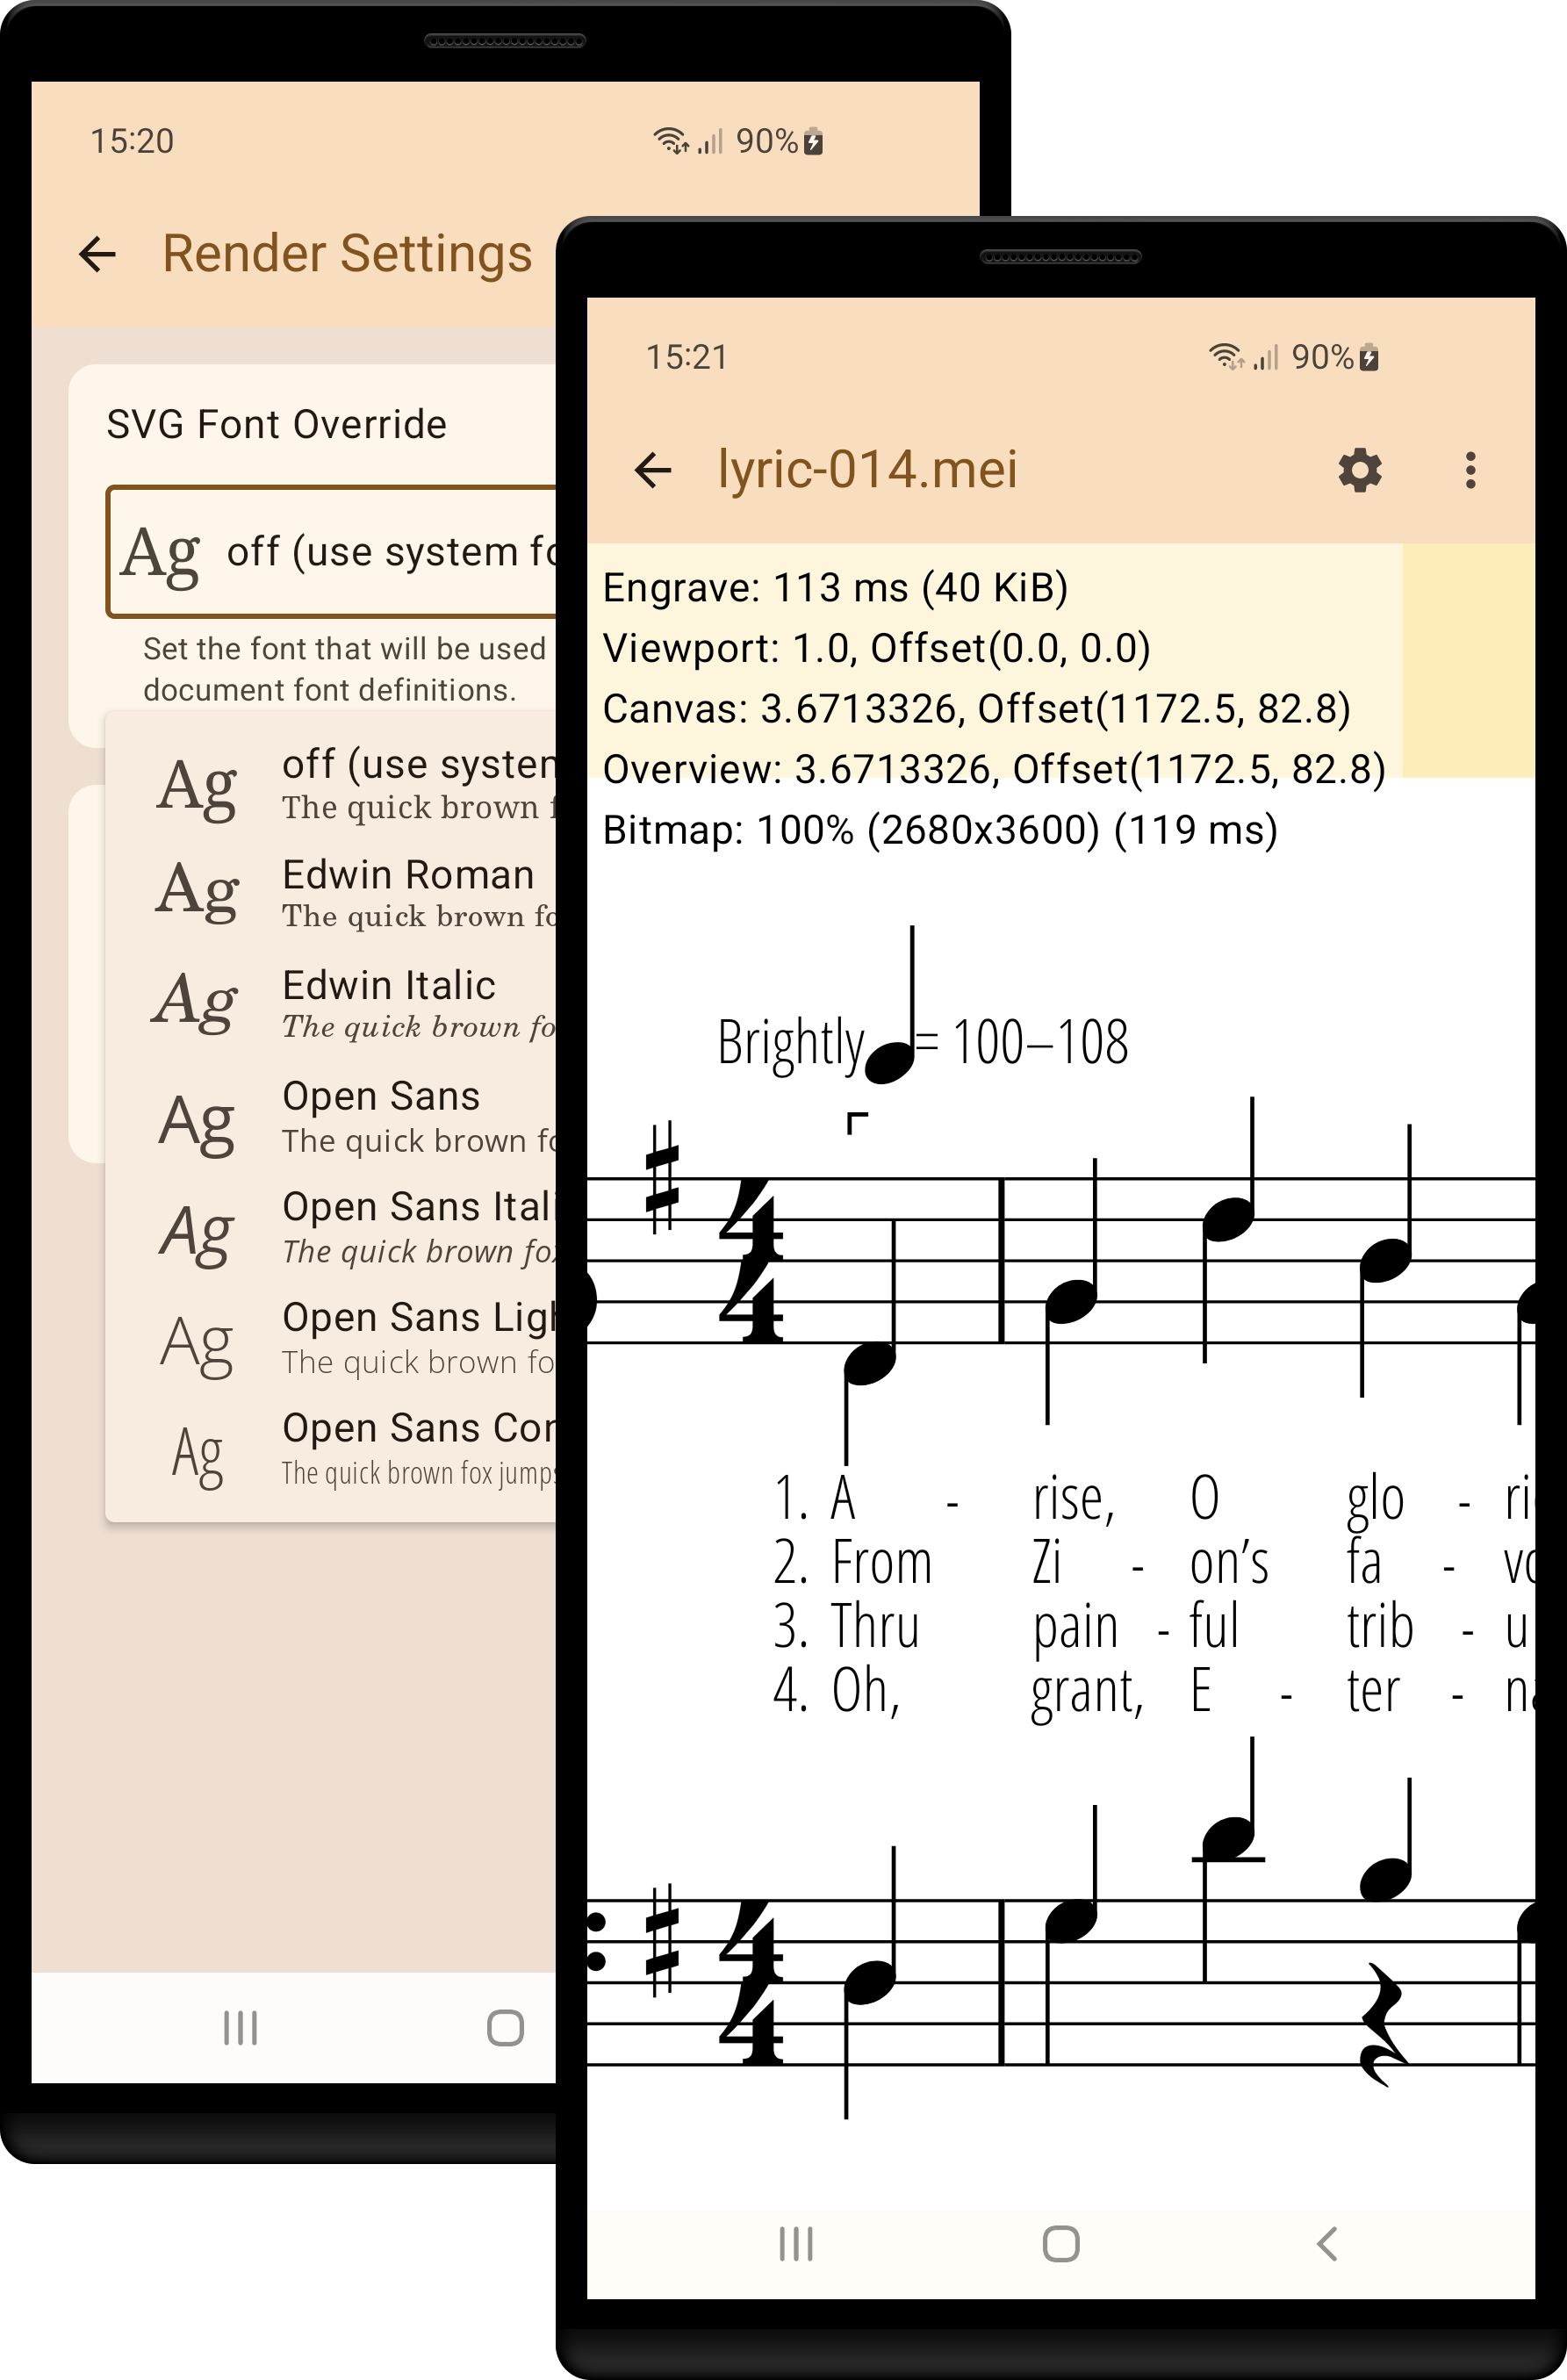 15:20 90%
Render Settings
SVG Font Override
Ag off (use system fo
Set the font that will be used
document font definitions.
Ag off (use system
The quick brown f
Ag Edwin Roman
The quick brown fo
Ag Edwin Italic
The quick brown fo
Ag Open Sans
The quick brown fo
Ag Open Sans Itali
The quick brown fox
Ag Open Sans Ligh
The quick brown fo
Ag Open Sans Con
The quick brown fox jumps
15:21 90%
lyric-014.mei
Engrave: 113 ms (40 KiB)
Viewport: 1.0, Offset(0.0, 0.0)
Canvas: 3.6713326, Offset(1172.5, 82.8)
Overview: 3.6713326, Offset(1172.5, 82.8)
Bitmap: 100% (2680x3600) (119 ms)
Brightly = 100–108
4
4
1. A - rise, O glo - ri
2. From Zi - on’s fa - vo
3. Thru pain - ful trib - u
4. Oh, grant, E - ter - na
4
4